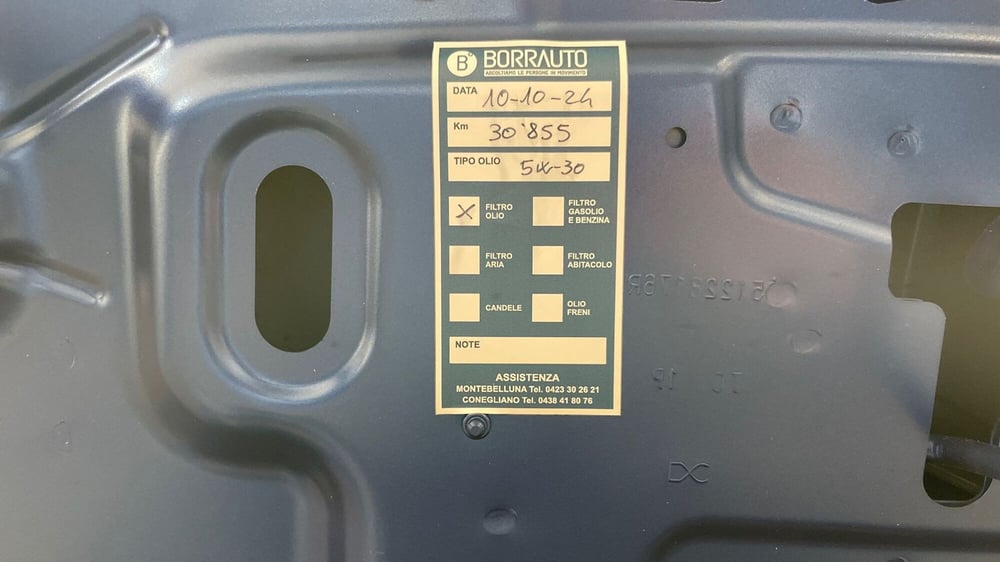 B BORRAUTO
ASCOLTIAMO LE PERSONE IN MOVIMENTO
DATA 10-10-24
Km 30'855
TIPO OLIO 5W-30
X FILTRO OLIO
FILTRO GASOLIO E BENZINA
FILTRO ARIA
FILTRO ABITACOLO
CANDELE
OLIO FRENI
NOTE
ASSISTENZA
MONTEBELLUNA Tel. 0423 30 26 21
CONEGLIANO Tel. 0438 41 80 76